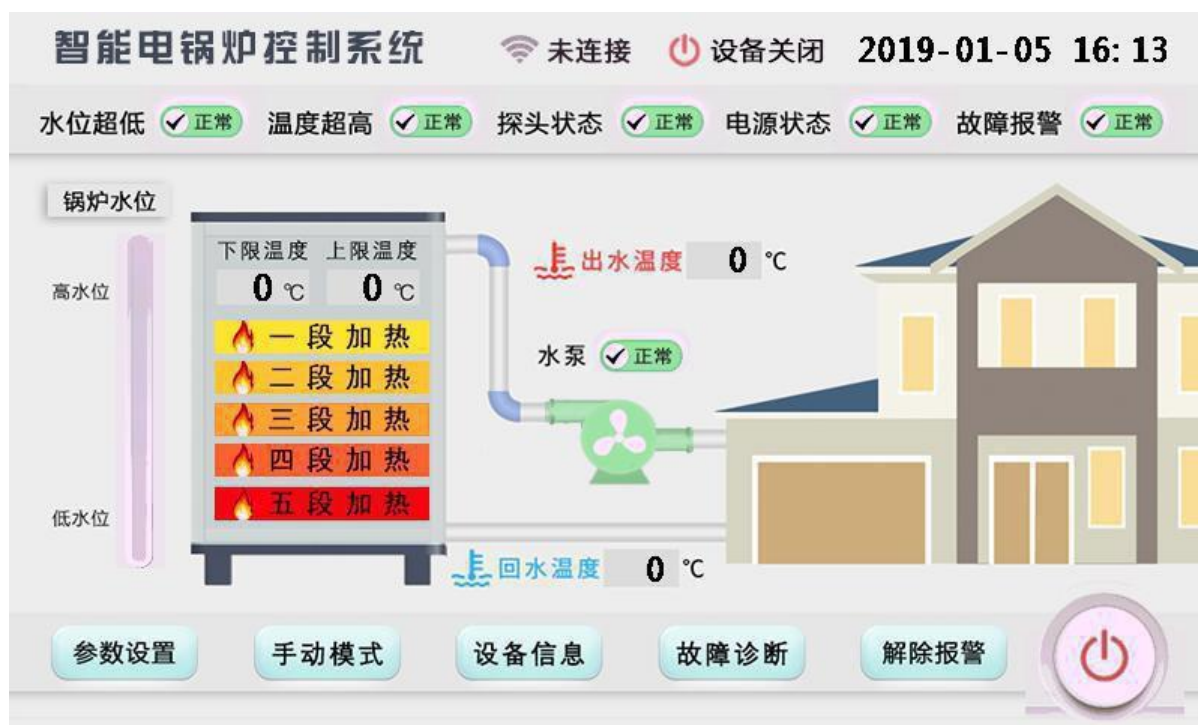 智能电锅炉控制系统 未连接 设备关闭 2019-01-05 16:13
水位超低 正常 温度超高 正常 探头状态 正常 电源状态 正常 故障报警 正常
锅炉水位
高水位
低水位
下限温度 上限温度
0 ℃ 0 ℃
一段加热
二段加热
三段加热
四段加热
五段加热
出水温度 0 ℃
水泵 正常
回水温度 0 ℃
参数设置 手动模式 设备信息 故障诊断 解除报警